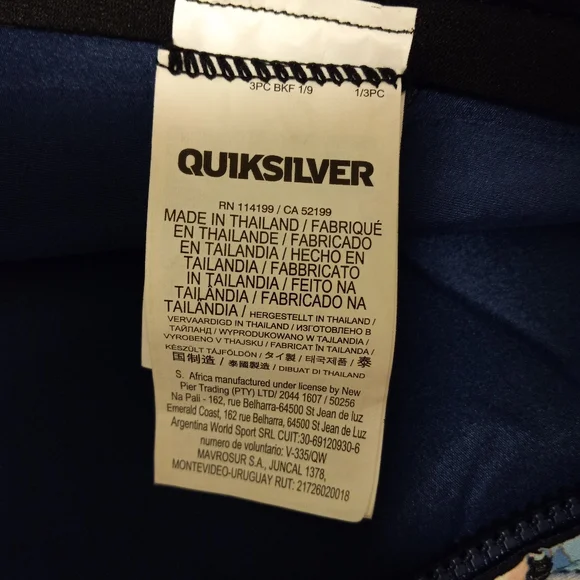 3PC BKF 1/9 1/3PC
QUIKSILVER
RN 114199 / CA 52199
MADE IN THAILAND / FABRIQUÉ
EN THAILANDE / FABRICADO
EN TAILANDIA / HECHO EN
TAILANDIA / FABBRICATO
IN TAILANDIA / FEITO NA
TAILÂNDIA / FABRICADO NA
TAILÂNDIA / HERGESTELLT IN THAILAND /
VERVAARDIGD IN THAILAND / ИЗГОТОВЛЕНО В
ТАЙЛАНД / WYPRODUKOWANO W TAJLANDIA /
VYROBENO V THAJSKU / FABRICAT ÎN TAILANDA /
KÉSZÜLT TÁJFÖLDÖN / タイ製 / 태국제품 / 泰
国制造 / 泰國製造 / DIBUAT DI THAILAND
S. Africa manufactured under license by New
Pier Trading (PTY) LTD/ 2044 1607 / 50256
Na Pali - 162, rue Belharra-64500 St Jean de luz
Emerald Coast, 162 rue Belharra-64500 St Jean de Luz
Argentina World Sport SRL CUIT:30-69120930-6
numero de voluntario: V-335/QW
MAVROSUR S.A., JUNCAL 1378,
MONTEVIDEO-URUGUAY RUT: 21726020018